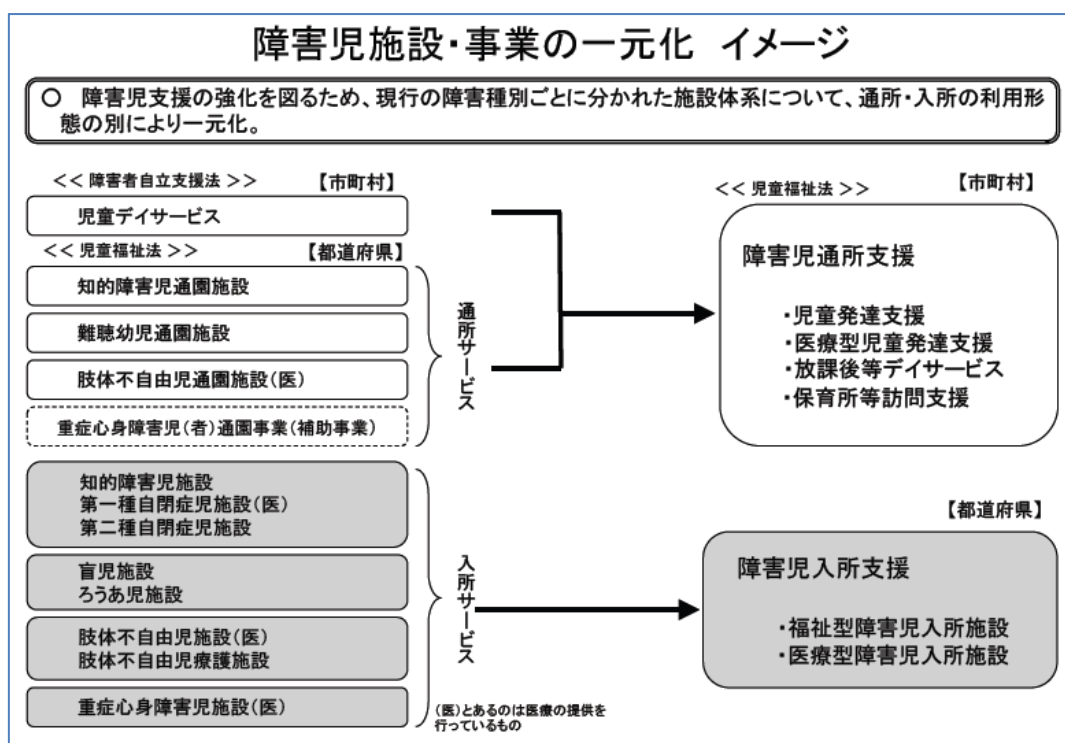 障害児施設・事業の一元化 イメージ
○ 障害児支援の強化を図るため、現行の障害種別ごとに分かれた施設体系について、通所・入所の利用形
態の別により一元化。
<< 障害者自立支援法 >> 【市町村】
児童デイサービス
<< 児童福祉法 >> 【都道府県】
知的障害児通園施設
難聴幼児通園施設
肢体不自由児通園施設(医)
重症心身障害児(者)通園事業(補助事業)
通所サービス
知的障害児施設
第一種自閉症児施設(医)
第二種自閉症児施設
盲児施設
ろうあ児施設
肢体不自由児施設(医)
肢体不自由児療護施設
重症心身障害児施設(医)
入所サービス
(医)とあるのは医療の提供を
行っているもの
<< 児童福祉法 >> 【市町村】
障害児通所支援
・児童発達支援
・医療型児童発達支援
・放課後等デイサービス
・保育所等訪問支援
【都道府県】
障害児入所支援
・福祉型障害児入所施設
・医療型障害児入所施設